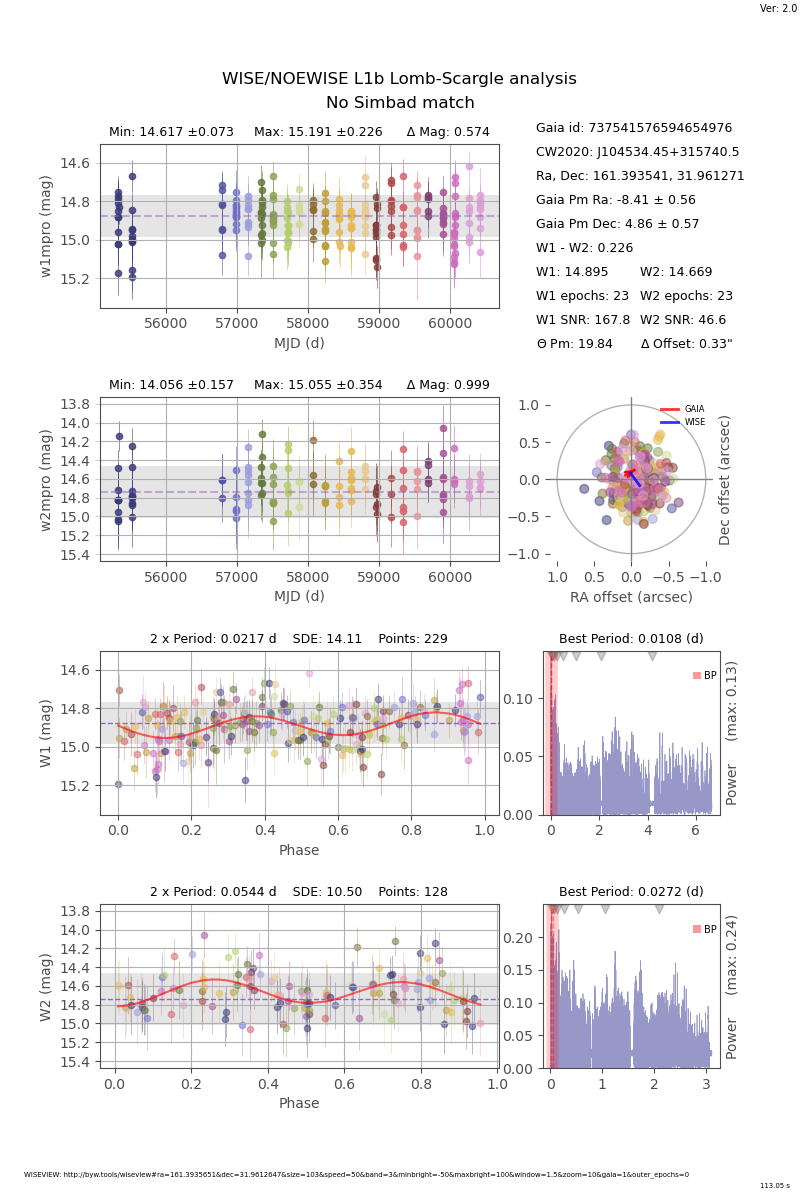 Ver: 2.0
WISE/NOEWISE L1b Lomb-Scargle analysis
No Simbad match
Min: 14.617 ±0.073 Max: 15.191 ±0.226 Δ Mag: 0.574
14.6
14.8
15.0
15.2
w1mpro (mag)
56000 57000 58000 59000 60000
MJD (d)
Gaia id: 737541576594654976
CW2020: J104534.45+315740.5
Ra, Dec: 161.393541, 31.961271
Gaia Pm Ra: -8.41 ± 0.56
Gaia Pm Dec: 4.86 ± 0.57
W1 - W2: 0.226
W1: 14.895 W2: 14.669
W1 epochs: 23 W2 epochs: 23
W1 SNR: 167.8 W2 SNR: 46.6
Θ Pm: 19.84 Δ Offset: 0.33"
Min: 14.056 ±0.157 Max: 15.055 ±0.354 Δ Mag: 0.999
13.8
14.0
14.2
14.4
14.6
14.8
15.0
15.2
15.4
w2mpro (mag)
56000 57000 58000 59000 60000
MJD (d)
1.0
0.5
0.0
−0.5
−1.0
GAIA
WISE
Dec offset (arcsec)
1.0 0.5 0.0 −0.5 −1.0
RA offset (arcsec)
2 x Period: 0.0217 d SDE: 14.11 Points: 229
14.6
14.8
15.0
15.2
W1 (mag)
0.0 0.2 0.4 0.6 0.8 1.0
Phase
Best Period: 0.0108 (d)
BP
0.10
0.05
0.00
Power (max: 0.13)
0 2 4 6
2 x Period: 0.0544 d SDE: 10.50 Points: 128
13.8
14.0
14.2
14.4
14.6
14.8
15.0
15.2
15.4
W2 (mag)
0.0 0.2 0.4 0.6 0.8 1.0
Phase
Best Period: 0.0272 (d)
BP
0.20
0.15
0.10
0.05
0.00
Power (max: 0.24)
0 1 2 3
WISEVIEW: http://byw.tools/wiseview#ra=161.3935651&dec=31.9612647&size=103&speed=50&band=3&minbright=-50&maxbright=100&window=1.5&zoom=10&gaia=1&outer_epochs=0
113.05 s